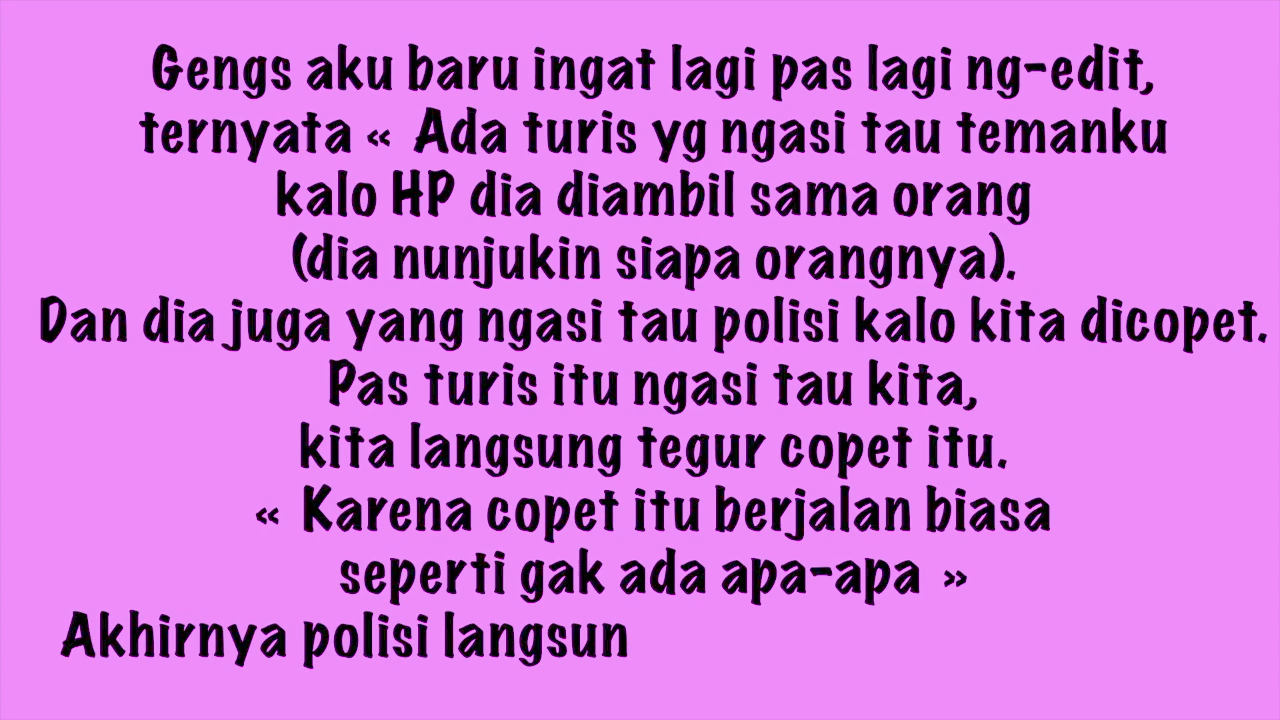 Gengs aku baru ingat lagi pas lagi ng-edit,
ternyata « Ada turis yg ngasi tau temanku
kalo HP dia diambil sama orang
(dia nunjukin siapa orangnya).
Dan dia juga yang ngasi tau polisi kalo kita dicopet.
Pas turis itu ngasi tau kita,
kita langsung tegur copet itu.
« Karena copet itu berjalan biasa
seperti gak ada apa-apa »
Akhirnya polisi langsun